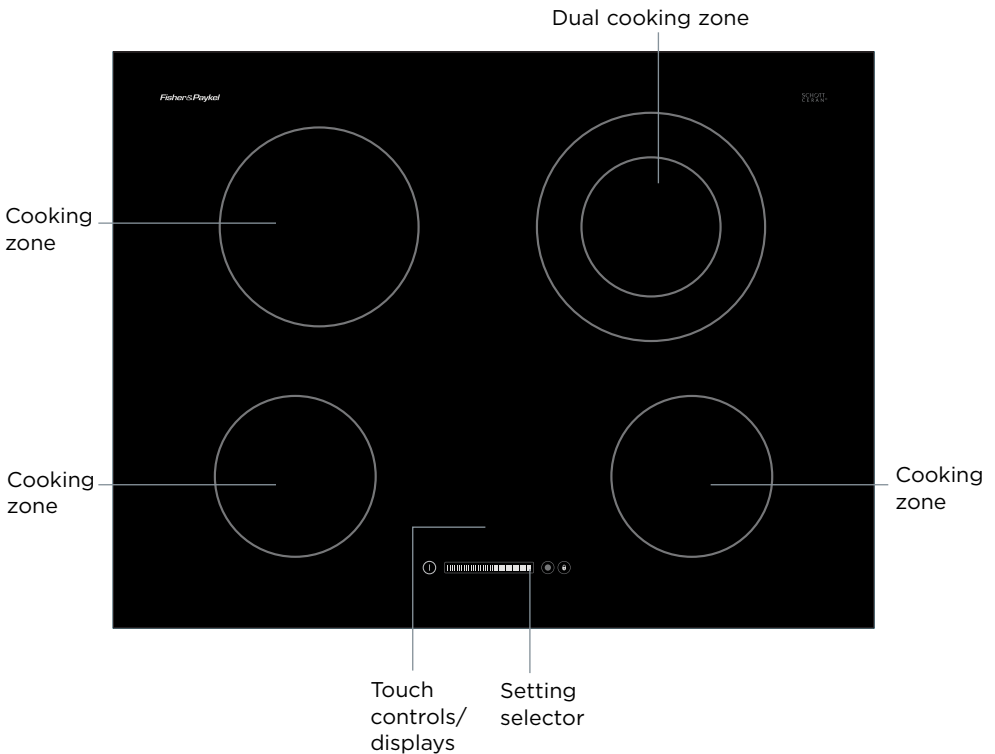 Dual cooking zone
Fisher&Paykel
SCHOTT
CERAN®
Cooking
zone
Cooking
zone
Cooking
zone
Touch
controls/
displays
Setting
selector